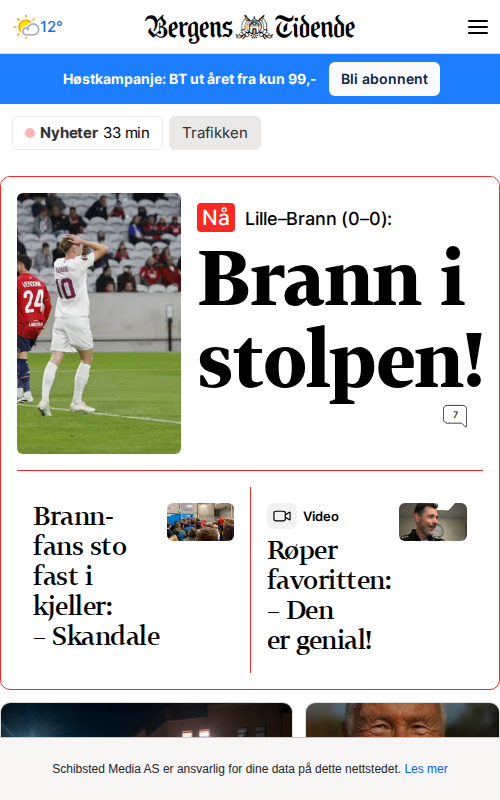 12°
Bergens Tidende
Høstkampanje: BT ut året fra kun 99,-
Bli abonnent
Nyheter 33 min
Trafikken
Nå Lille–Brann (0–0):
Brann i
stolpen!
7
24
10
Brann-
fans sto
fast i
kjeller:
– Skandale
Video
Røper
favoritten:
– Den
er genial!
Schibsted Media AS er ansvarlig for dine data på dette nettstedet. Les mer